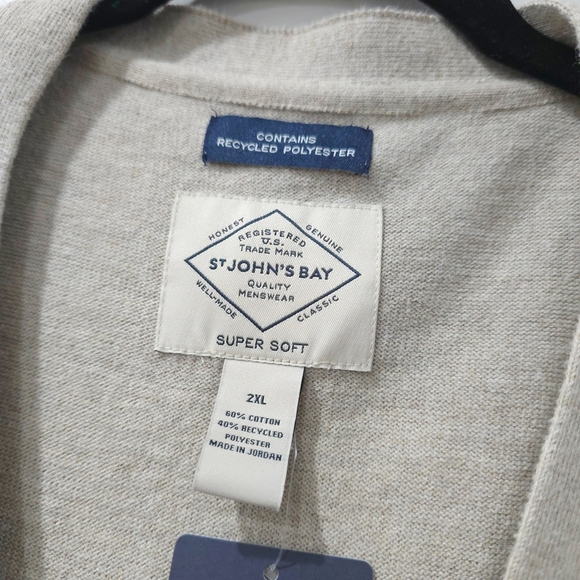 CONTAINS
RECYCLED POLYESTER
HONEST
GENUINE
REGISTERED
U.S.
TRADE MARK
ST JOHN'S BAY
QUALITY
MENSWEAR
WELL-MADE
CLASSIC
SUPER SOFT
2XL
60% COTTON
40% RECYCLED
POLYESTER
MADE IN JORDAN